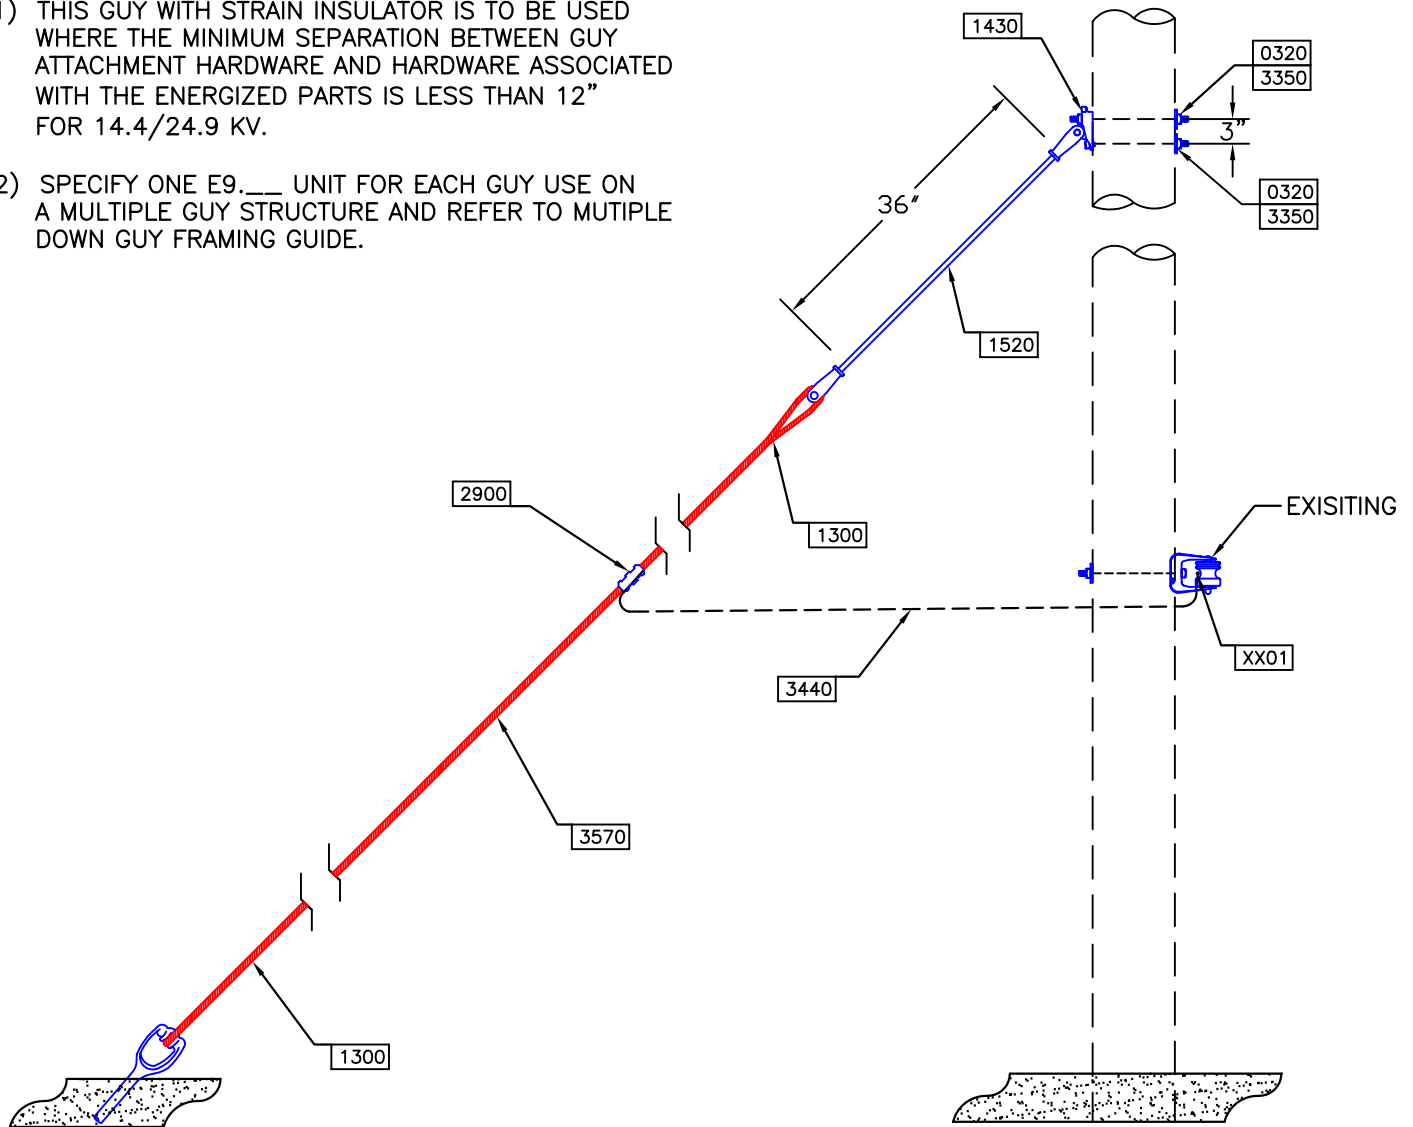 1) THIS GUY WITH STRAIN INSULATOR IS TO BE USED
WHERE THE MINIMUM SEPARATION BETWEEN GUY
ATTACHMENT HARDWARE AND HARDWARE ASSOCIATED
WITH THE ENERGIZED PARTS IS LESS THAN 12”
FOR 14.4/24.9 KV.
2) SPECIFY ONE E9.__ UNIT FOR EACH GUY USE ON
A MULTIPLE GUY STRUCTURE AND REFER TO MUTIPLE
DOWN GUY FRAMING GUIDE.
1430
0320
3350
3”
36"
0320
3350
1520
2900
1300
EXISITING
XX01
3440
3570
1300